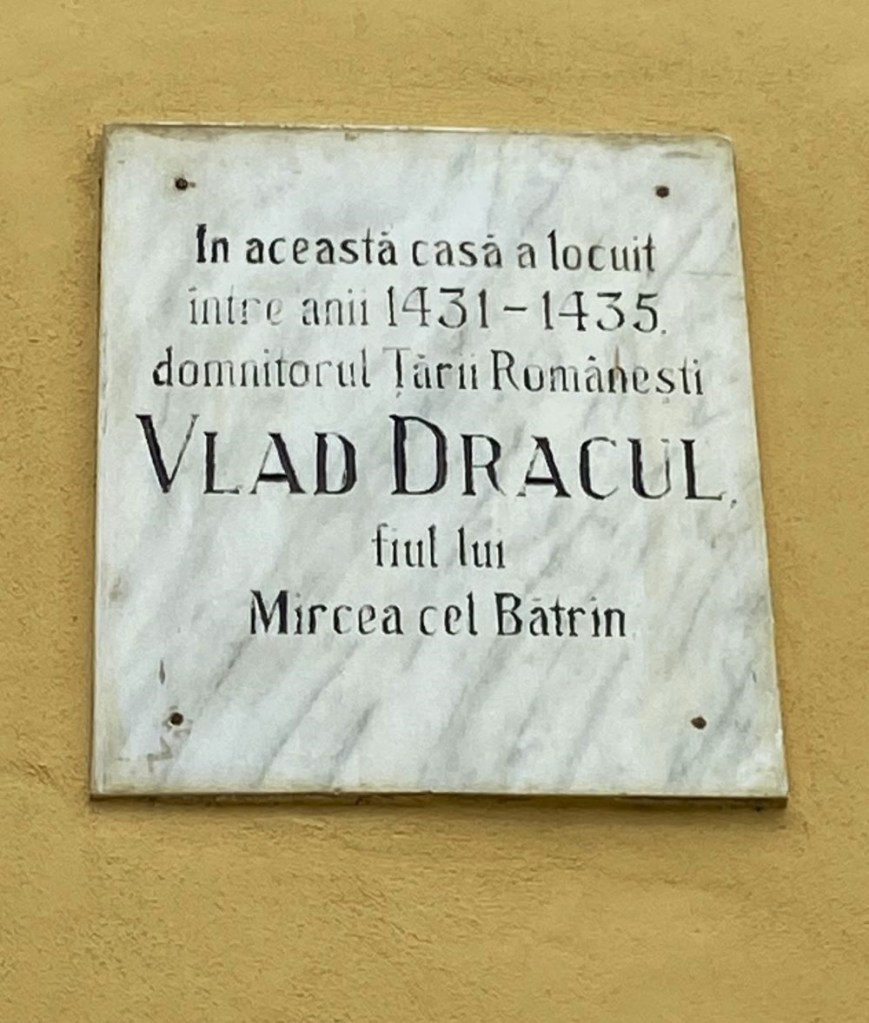 In această casă a locuit
între anii 1431-1435.
domnitorul Țării Românești
VLAD DRACUL,
fiul lui
Mircea cel Bătrîn